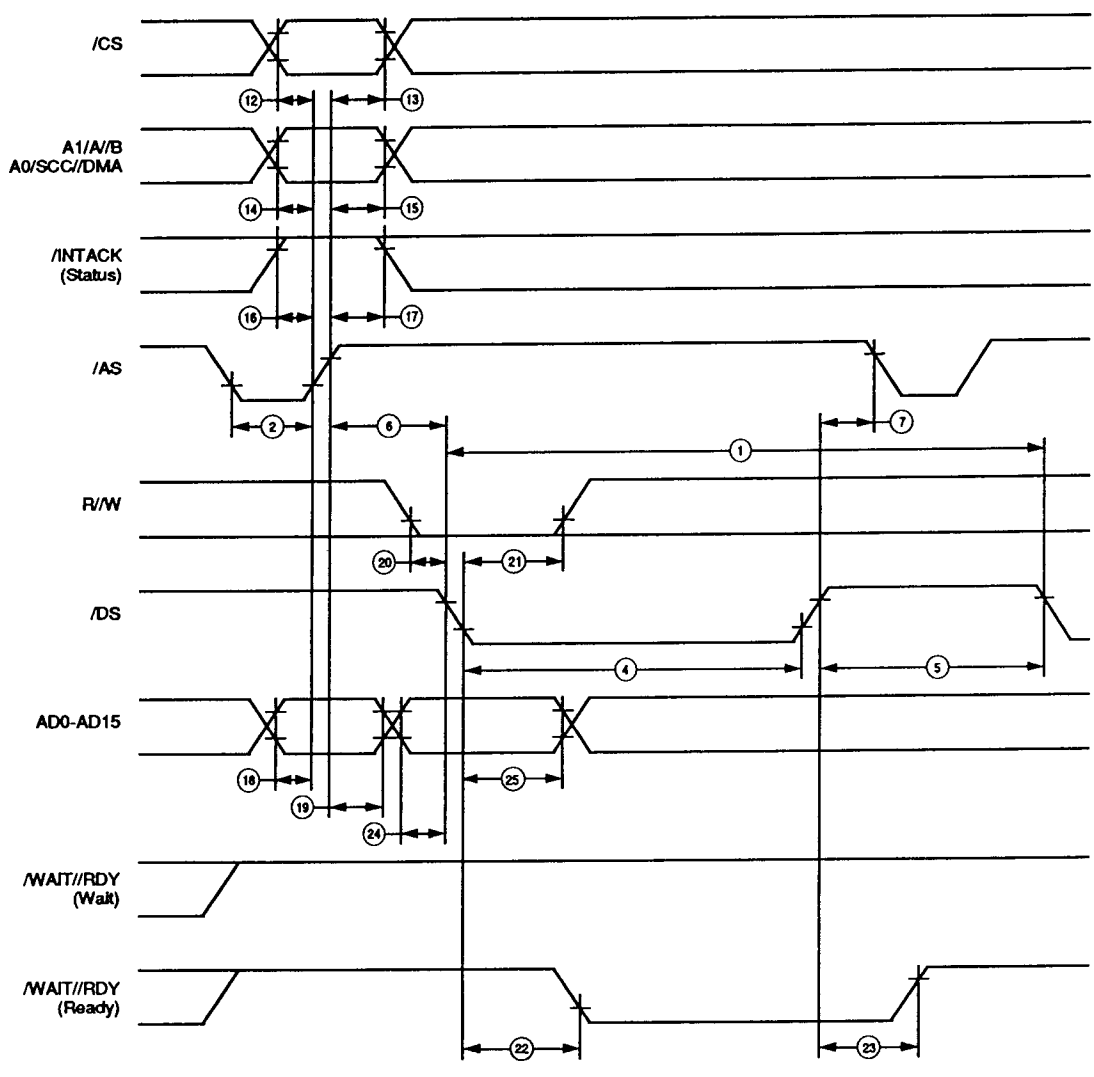 /CS
12
13
A1/A//B
A0/SCC//DMA
14
15
/INTACK
(Status)
16
17
/AS
2
6
7
1
R//W
20
21
/DS
4
5
AD0-AD15
18
25
19
24
/WAIT//RDY
(Wait)
/WAIT//RDY
(Ready)
22
23